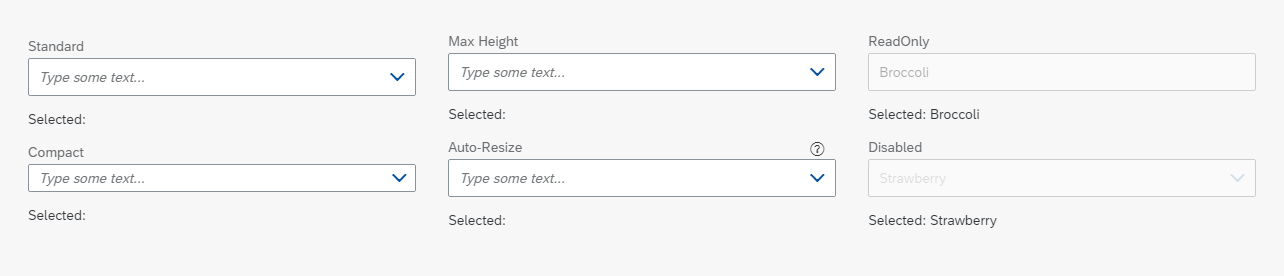 Standard
Type some text...
Selected:
Compact
Type some text...
Selected:
Max Height
Type some text...
Selected:
Auto-Resize
?
Type some text...
Selected:
ReadOnly
Broccoli
Selected: Broccoli
Disabled
Strawberry
Selected: Strawberry